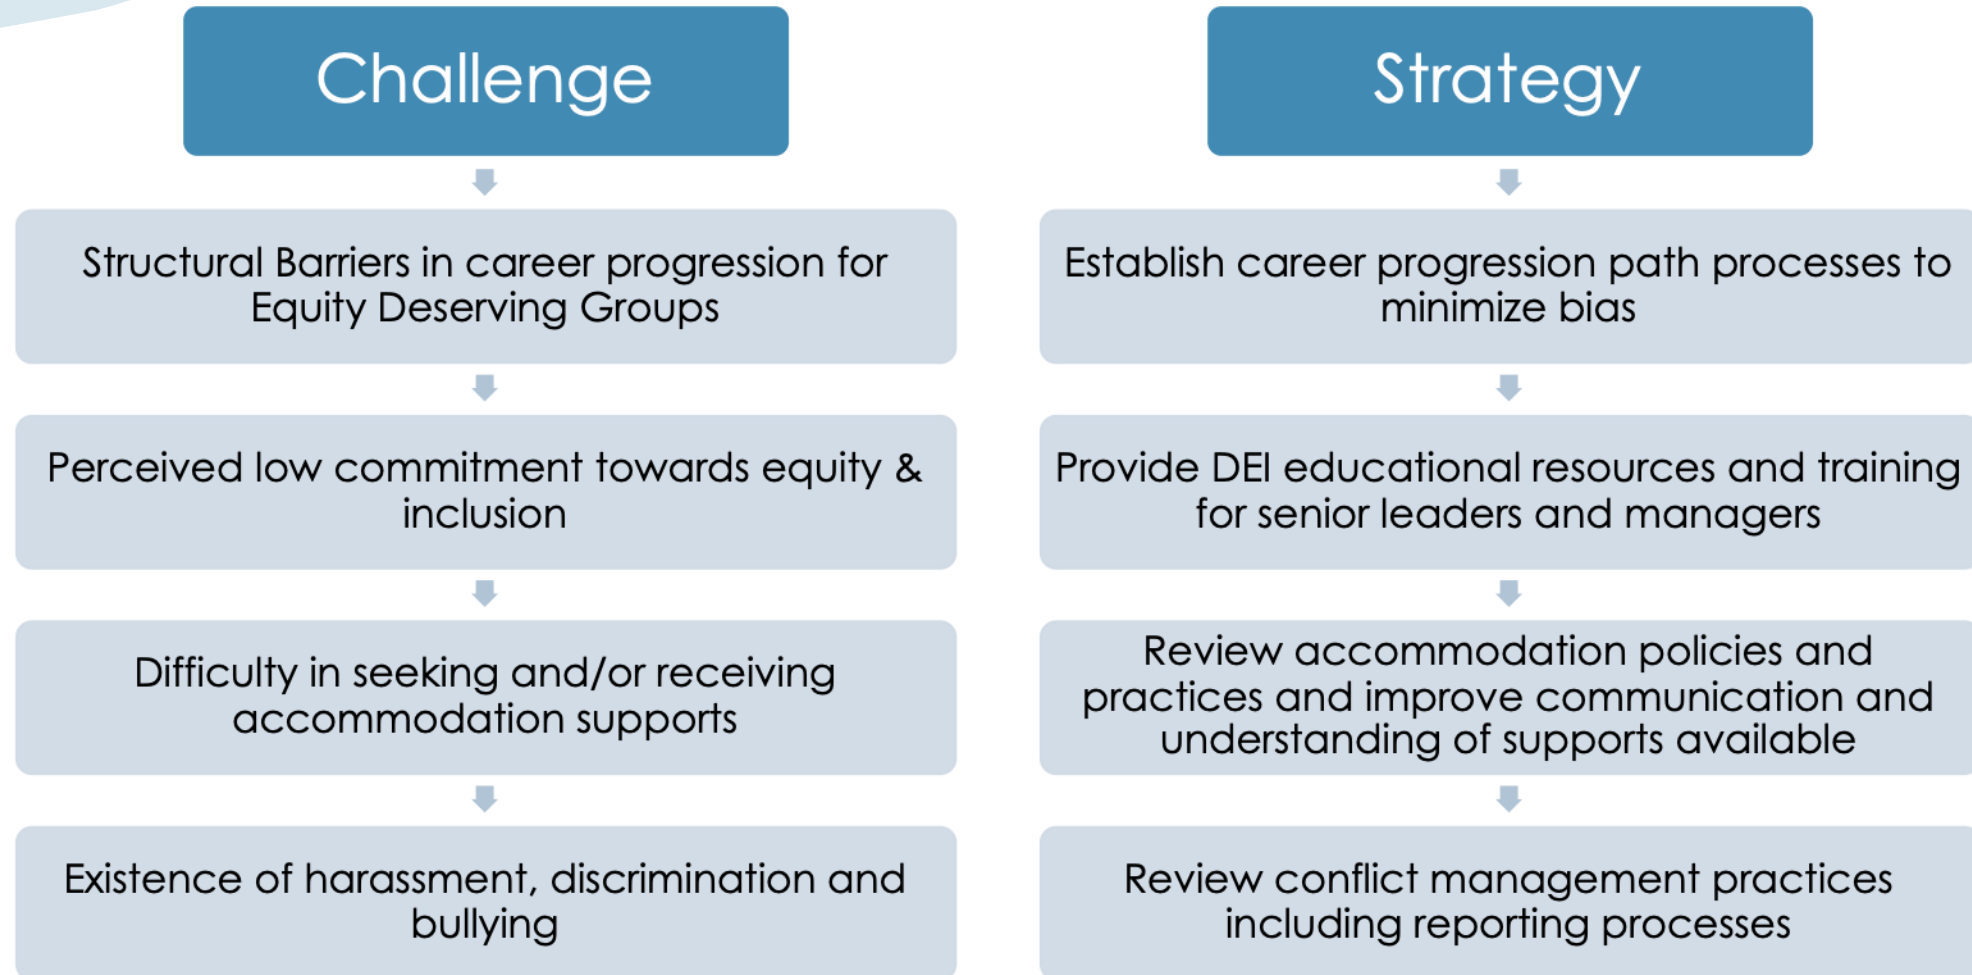 Challenge
Structural Barriers in career progression for
Equity Deserving Groups
Perceived low commitment towards equity &
inclusion
Difficulty in seeking and/or receiving
accommodation supports
Existence of harassment, discrimination and
bullying
Strategy
Establish career progression path processes to
minimize bias
Provide DEI educational resources and training
for senior leaders and managers
Review accommodation policies and
practices and improve communication and
understanding of supports available
Review conflict management practices
including reporting processes